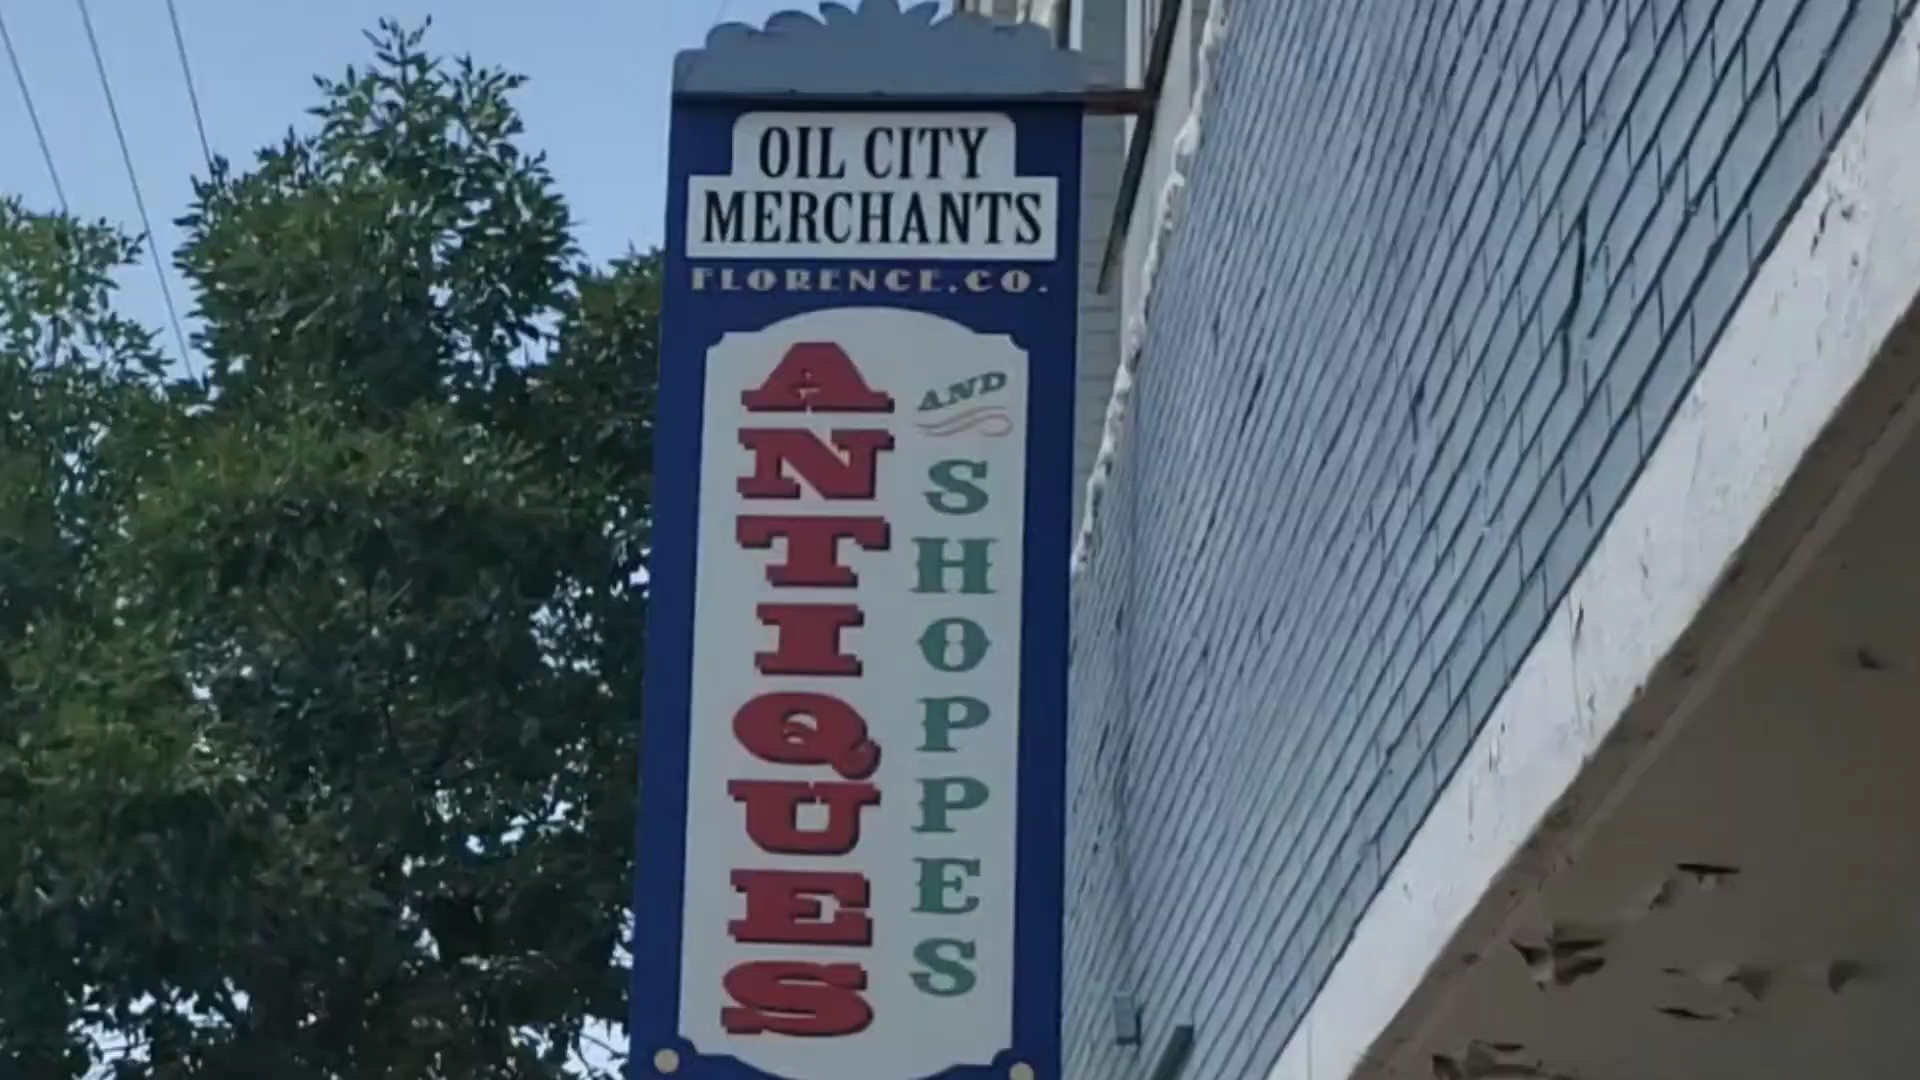 OIL CITY
MERCHANTS
FLORENCE.CO.
ANTIQUES
AND
SHOPPES